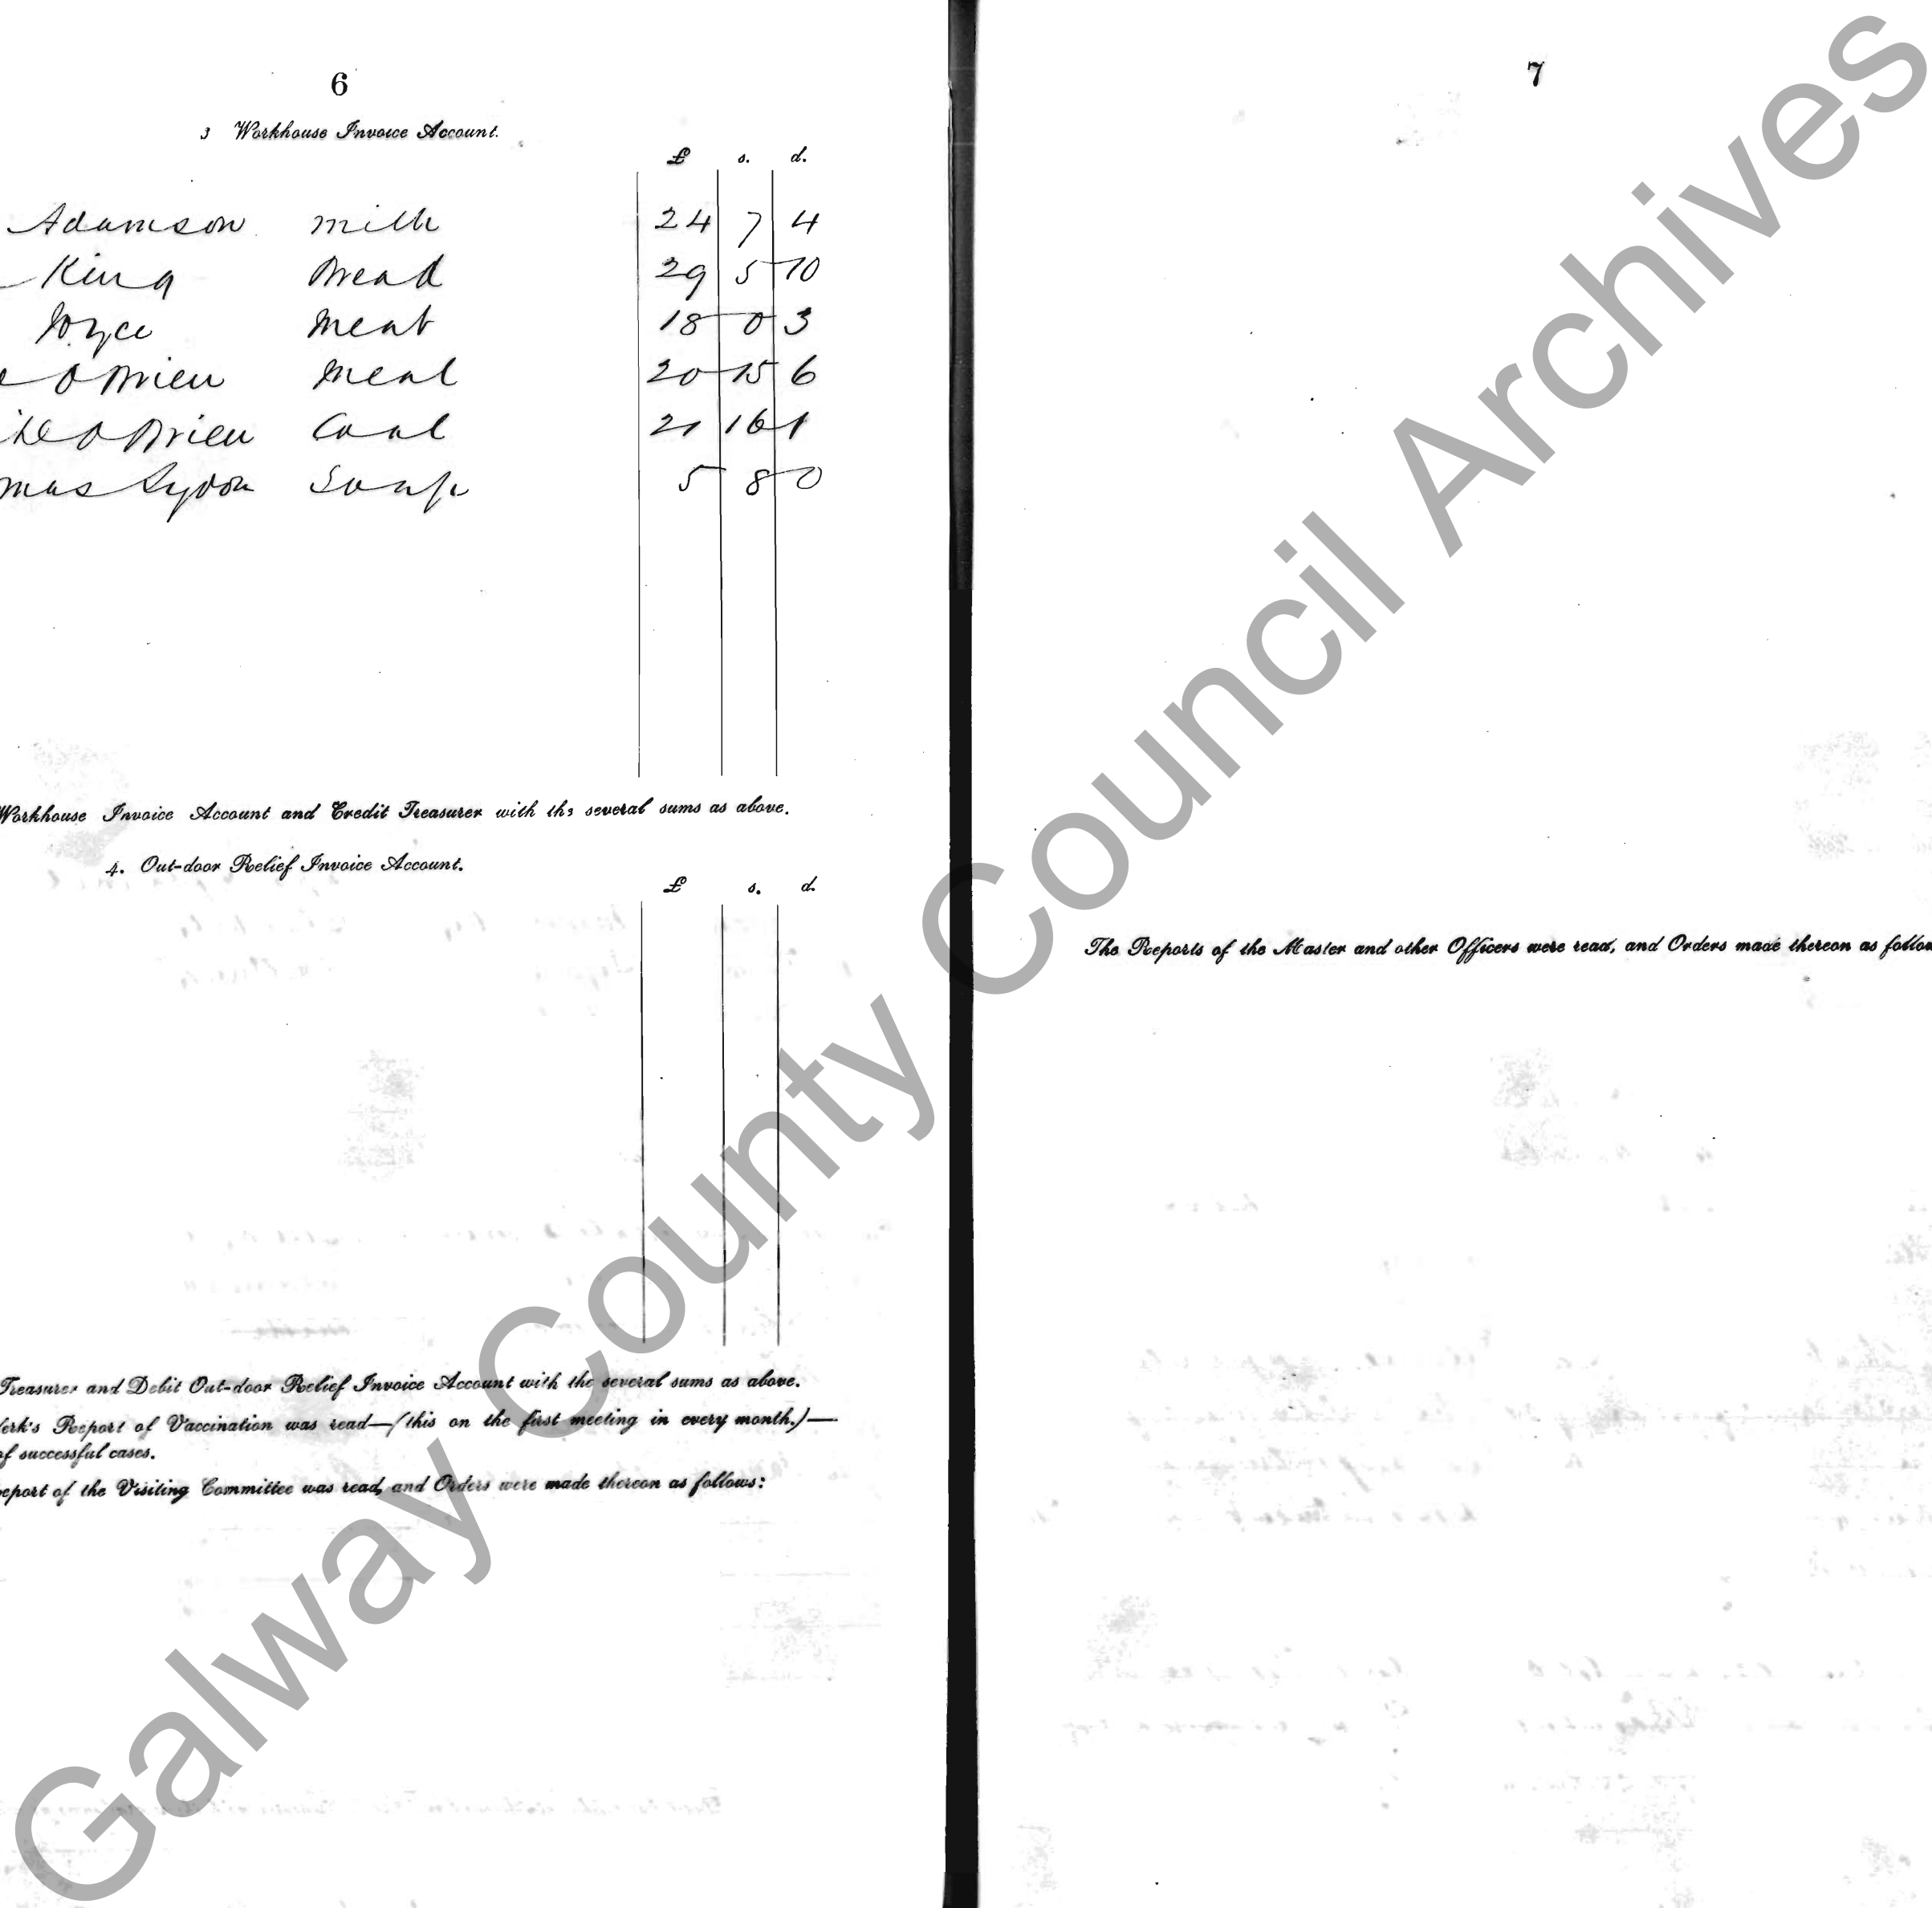 6
3 Workhouse Invoice Account.
£ s. d.
Adamson Milk 24 7 4
King Bread 29 5 10
Joyce Meat 18 0 3
O Brien Meal 20 15 6
O Brien Coal 21 16 1
mas Lydon Soap 5 8 0
Workhouse Invoice Account and Credit Treasurer with the several sums as above.
4. Out-door Relief Invoice Account.
£ s. d.
Treasurer and Debit Out-door Relief Invoice Account with the several sums as above.
lerk's Report of Vaccination was read—(this on the first meeting in every month.)—
of successful cases.
eport of the Visiting Committee was read, and Orders were made thereon as follows:
7
The Reports of the Master and other Officers were read, and Orders made thereon as follow
Galway County Council Archives